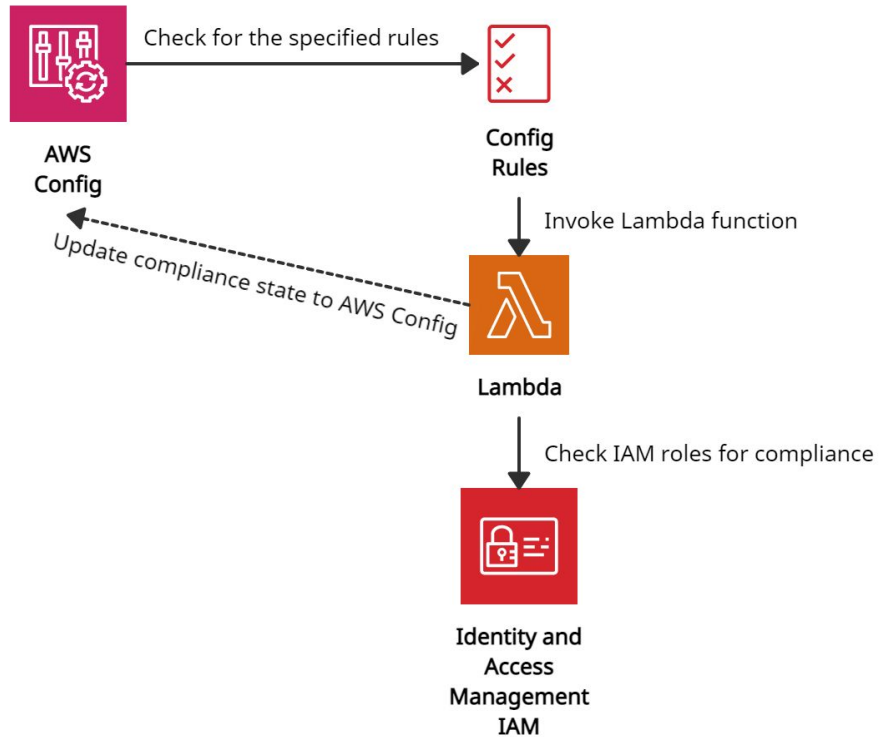 Check for the specified rules
AWS
Config
Config
Rules
Invoke Lambda function
Update compliance state to AWS Config
Lambda
Check IAM roles for compliance
Identity and
Access
Management
IAM